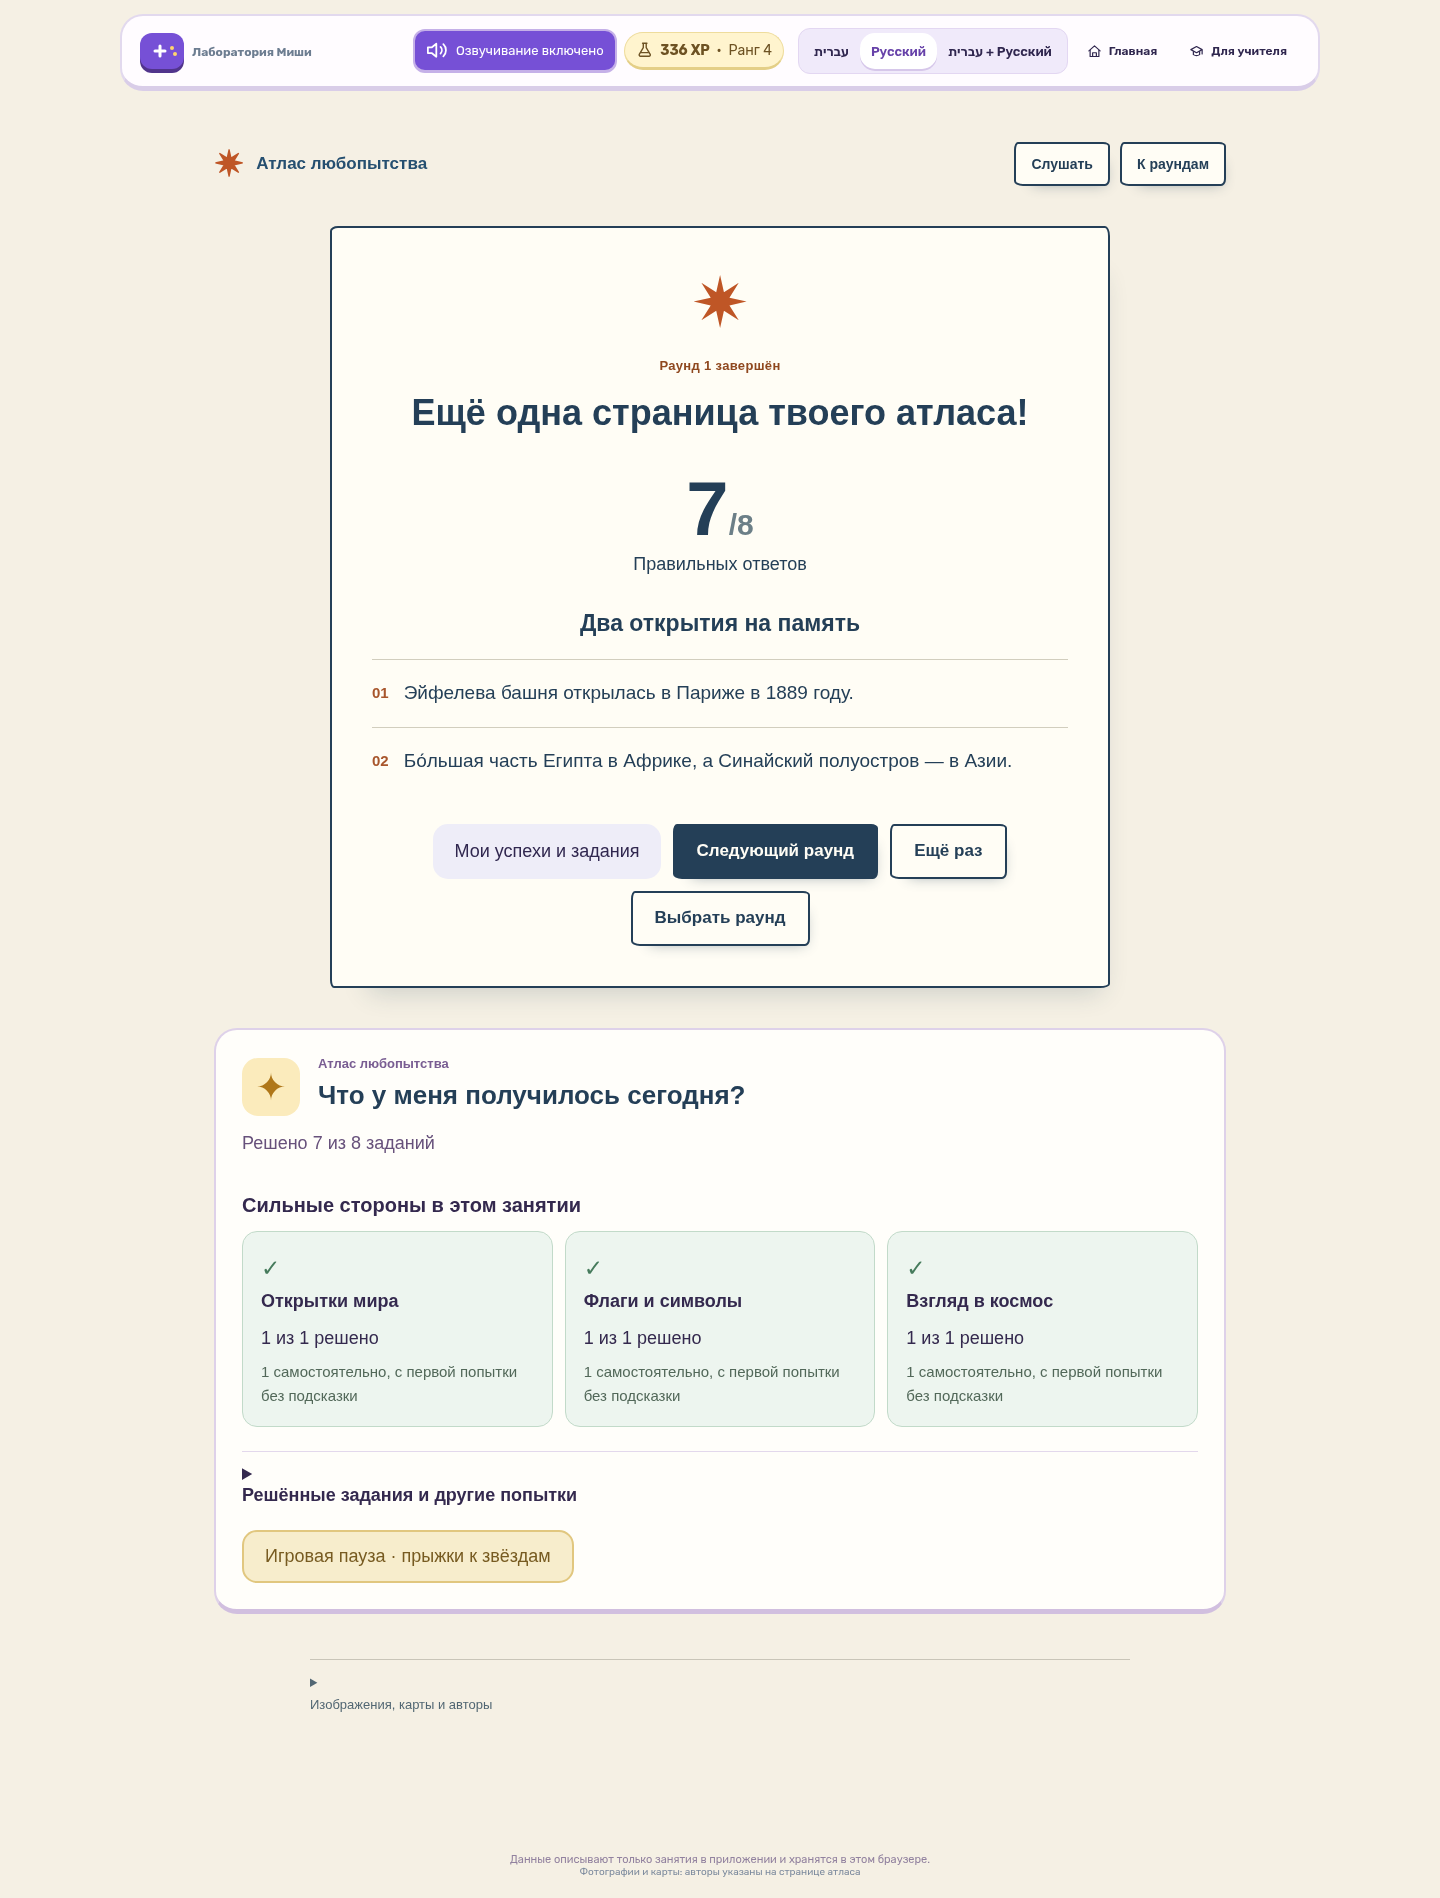 Лаборатория Миши
Озвучивание включено
336 XP • Ранг 4
עברית
Русский
עברית + Русский
Главная
Для учителя
Атлас любопытства
Слушать
К раундам
Раунд 1 завершён
Ещё одна страница твоего атласа!
7/8
Правильных ответов
Два открытия на память
01 Эйфелева башня открылась в Париже в 1889 году.
02 Бо́льшая часть Египта в Африке, а Синайский полуостров — в Азии.
Мои успехи и задания
Следующий раунд
Ещё раз
Выбрать раунд
Атлас любопытства
Что у меня получилось сегодня?
Решено 7 из 8 заданий
Сильные стороны в этом занятии
✓
Открытки мира
1 из 1 решено
1 самостоятельно, с первой попытки
без подсказки
✓
Флаги и символы
1 из 1 решено
1 самостоятельно, с первой попытки
без подсказки
✓
Взгляд в космос
1 из 1 решено
1 самостоятельно, с первой попытки
без подсказки
Решённые задания и другие попытки
Игровая пауза · прыжки к звёздам
Изображения, карты и авторы
Данные описывают только занятия в приложении и хранятся в этом браузере.
Фотографии и карты: авторы указаны на странице атласа